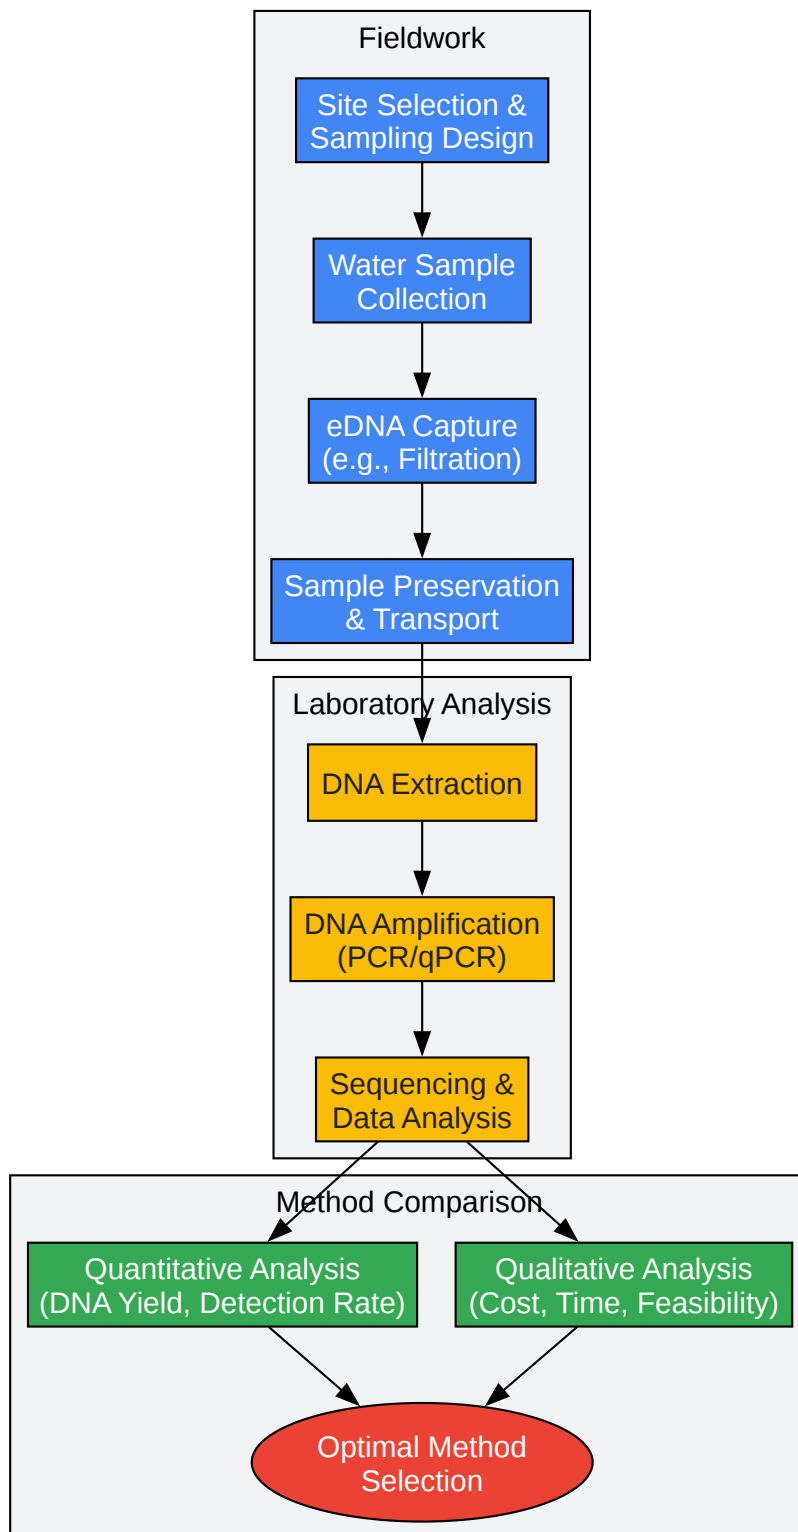 Fieldwork
Site Selection &
Sampling Design
Water Sample
Collection
eDNA Capture
(e.g., Filtration)
Sample Preservation
& Transport
Laboratory Analysis
DNA Extraction
DNA Amplification
(PCR/qPCR)
Sequencing &
Data Analysis
Method Comparison
Quantitative Analysis
(DNA Yield, Detection Rate)
Qualitative Analysis
(Cost, Time, Feasibility)
Optimal Method
Selection